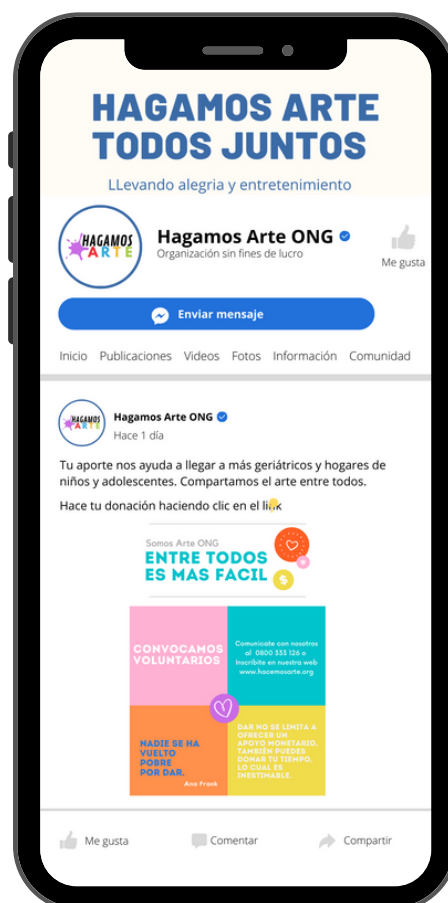 HAGAMOS ARTE
TODOS JUNTOS
LLevando alegria y entretenimiento
HAGAMOS
ARTE
Hagamos Arte ONG
Organización sin fines de lucro
Me gusta
Enviar mensaje
Inicio Publicaciones Videos Fotos Información Comunidad
HAGAMOS
ARTE
Hagamos Arte ONG
Hace 1 día
Tu aporte nos ayuda a llegar a más geriátricos y hogares de
niños y adolescentes. Compartamos el arte entre todos.
Hace tu donación haciendo clic en el link
Somos Arte ONG
ENTRE TODOS
ES MAS FACIL
$
CONVOCAMOS
VOLUNTARIOS
Comunicate con nosotros
al 0800 333 126 o
Inscribite en nuestra web
www.hacemosarte.org
NADIE SE HA
VUELTO
POBRE
POR DAR.
Ana Frank
DAR NO SE LIMITA A
OFRECER UN
APOYO MONETARIO.
TAMBIÉN PUEDES
DONAR TU TIEMPO,
LO CUAL ES
INESTIMABLE.
Me gusta Comentar Compartir